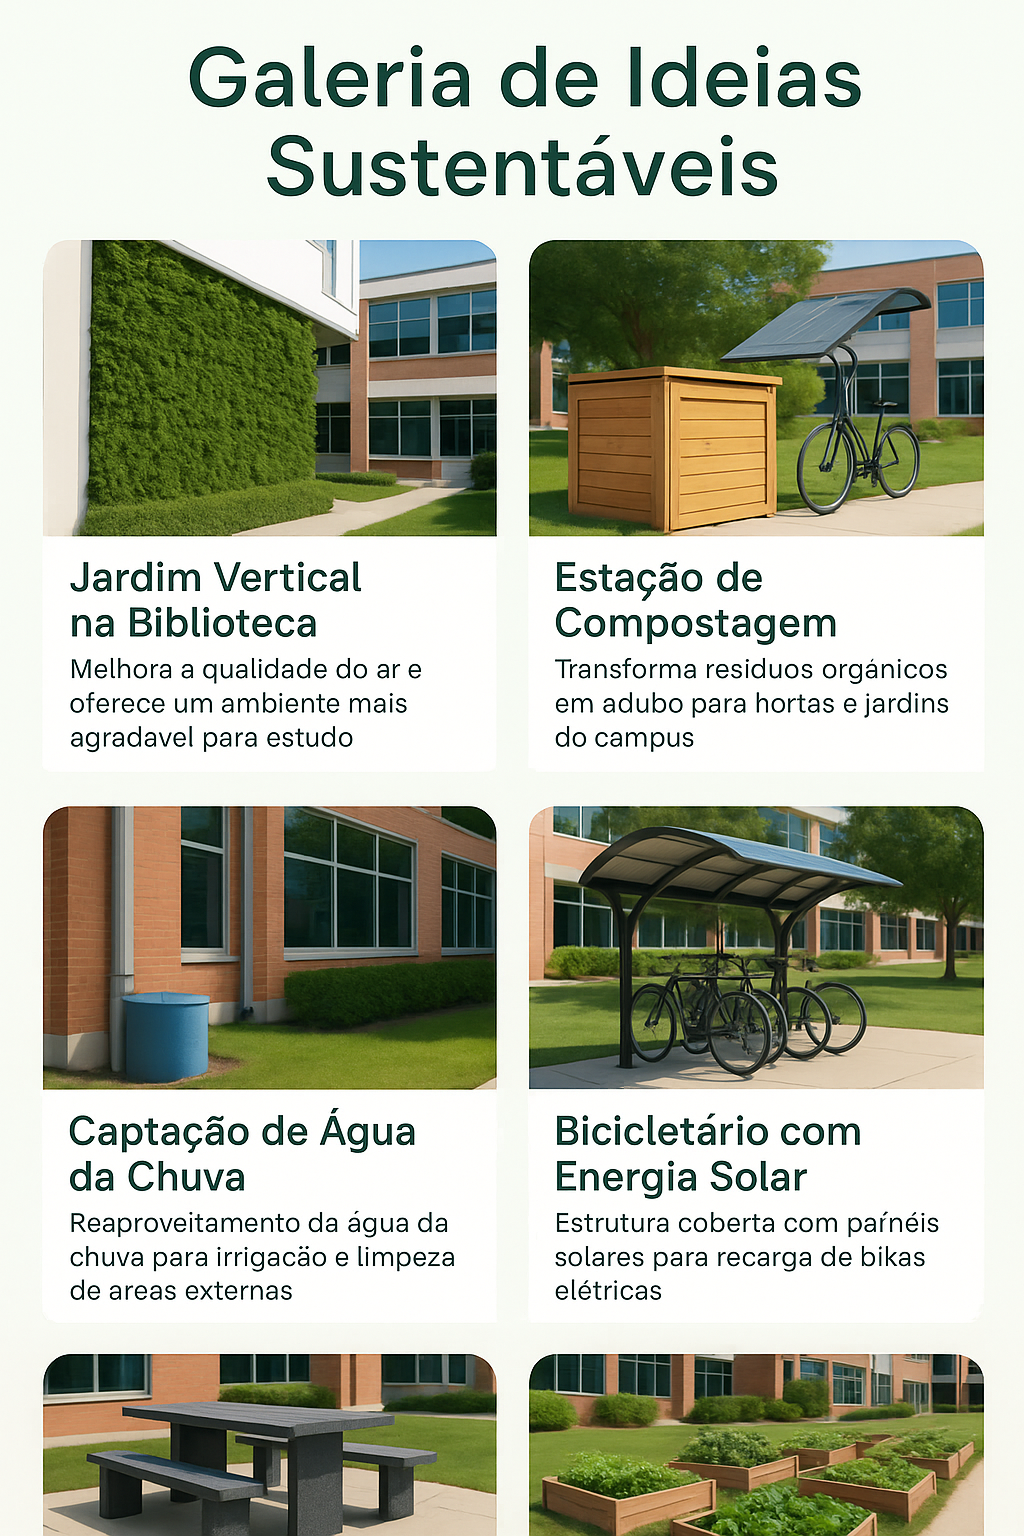 Galeria de Ideias
Sustentáveis
Jardim Vertical
na Biblioteca
Melhora a qualidade do ar e
oferece um ambiente mais
agradavel para estudo
Estação de
Compostagem
Transforma residuos orgánicos
em adubo para hortas e jardins
do campus
Captação de Água
da Chuva
Reaproveitamento da água da
chuva para irrigacäo e limpeza
de areas externas
Bicicletário com
Energia Solar
Estrutura coberta com paŕnéis
solares para recarga de bikas
elétricas